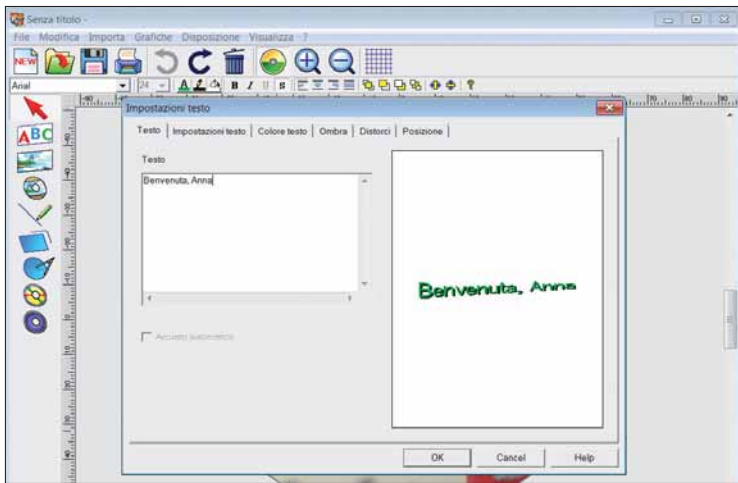 Senza titolo -
File Modifica Importa Grafiche Disposizione Visualizza ?
NEW
Arial 24 A B I U S
Impostazioni testo
Testo Impostazioni testo Colore testo Ombra Distorci Posizione
ABC
Testo
Benvenuta, Anna
Benvenuta, Anna
OK Cancel Help